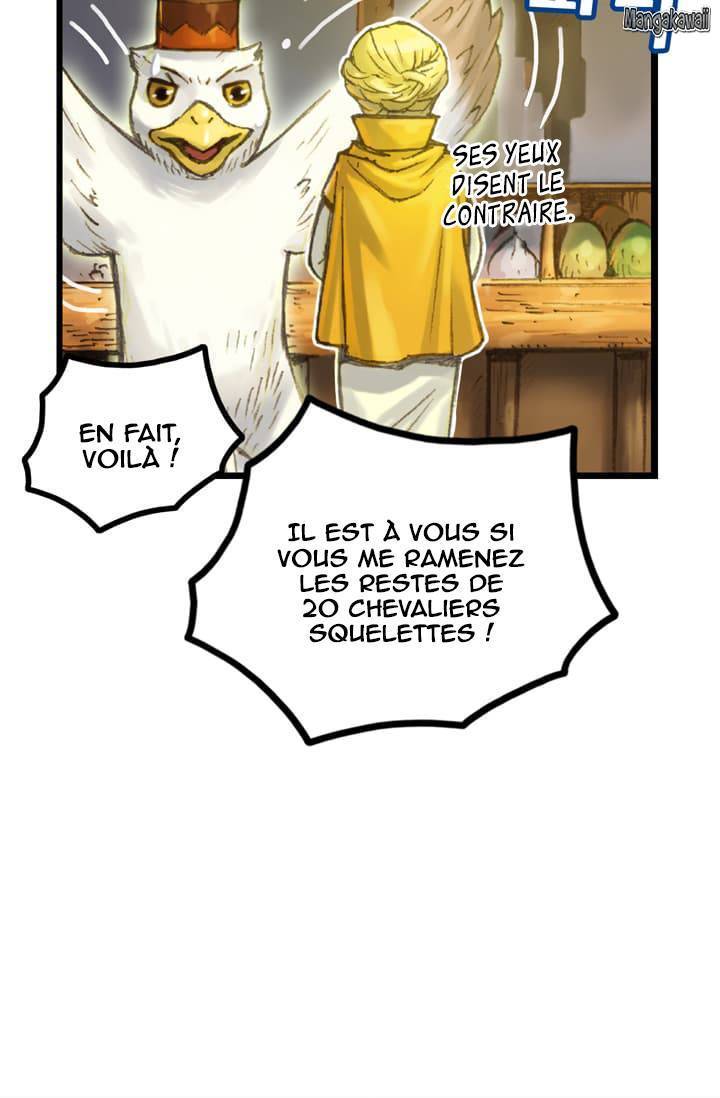 Mangakawaii
SES YEUX
DISENT LE
CONTRAIRE.
EN FAIT,
VOILÀ !
IL EST À VOUS SI
VOUS ME RAMENEZ
LES RESTES DE
20 CHEVALIERS
SQUELETTES !